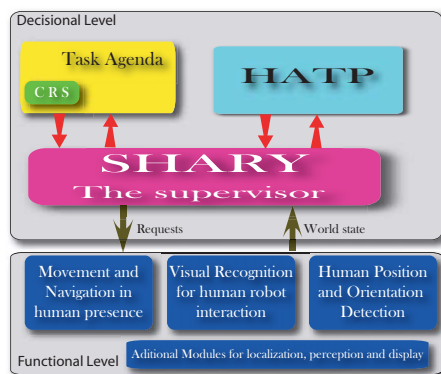 Decisional Level
Task Agenda
C R S
HATP
SHARY
The supervisor
Requests
World state
Movement and
Navigation in
human presence
Visual Recognition
for human robot
interaction
Human Position
and Orientation
Detection
Functional Level
Aditional Modules for localization, perception and display